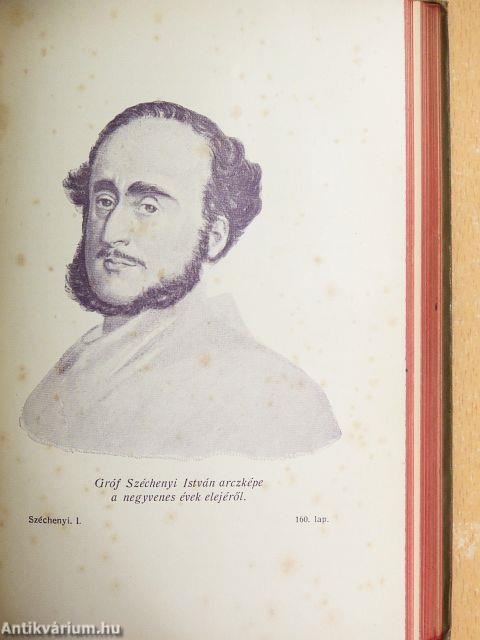 Gróf Széchenyi István arczképe
a negyvenes évek elejéről.
Széchenyi. I.
160. lap.
Antikvárium.hu